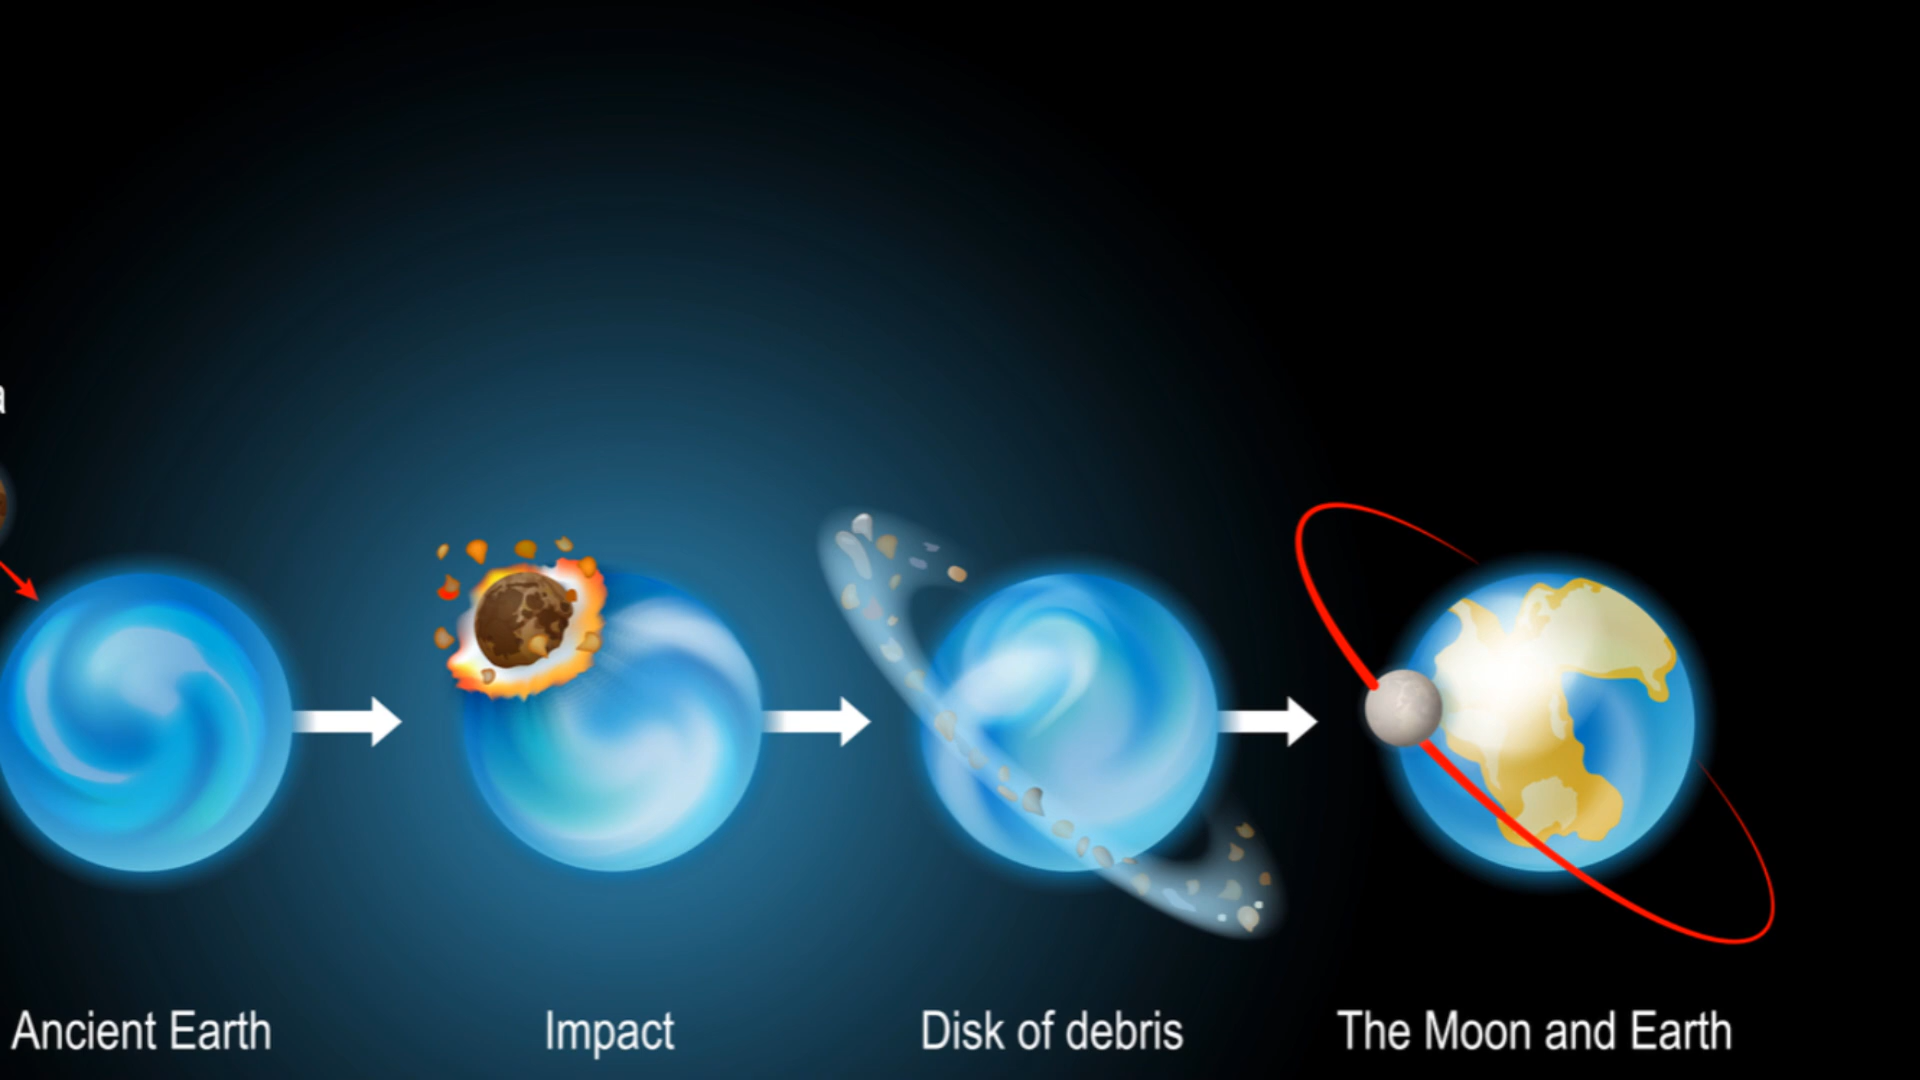 Ancient Earth
Impact
Disk of debris
The Moon and Earth